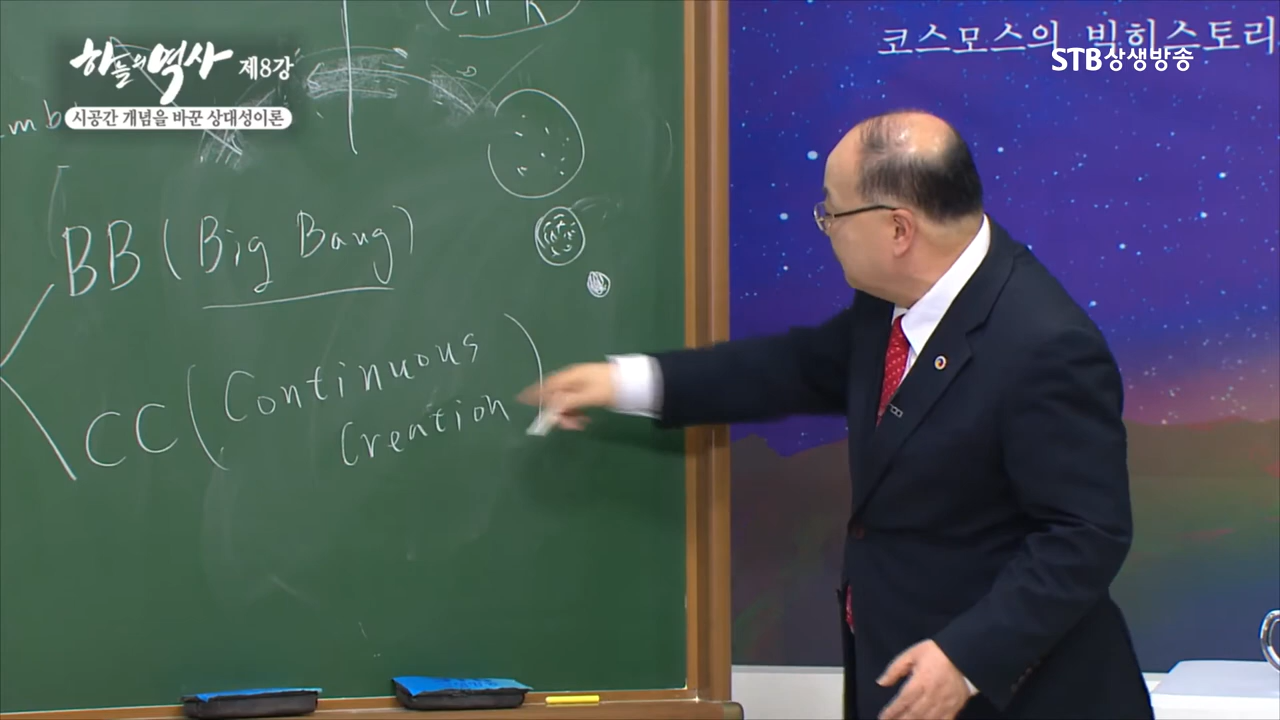 하늘의 역사 제8강
시공간 개념을 바꾼 상대성이론
코스모스의 빅히스토리
STB상생방송
BB (Big Bang)
CC (Continuous
Creation)